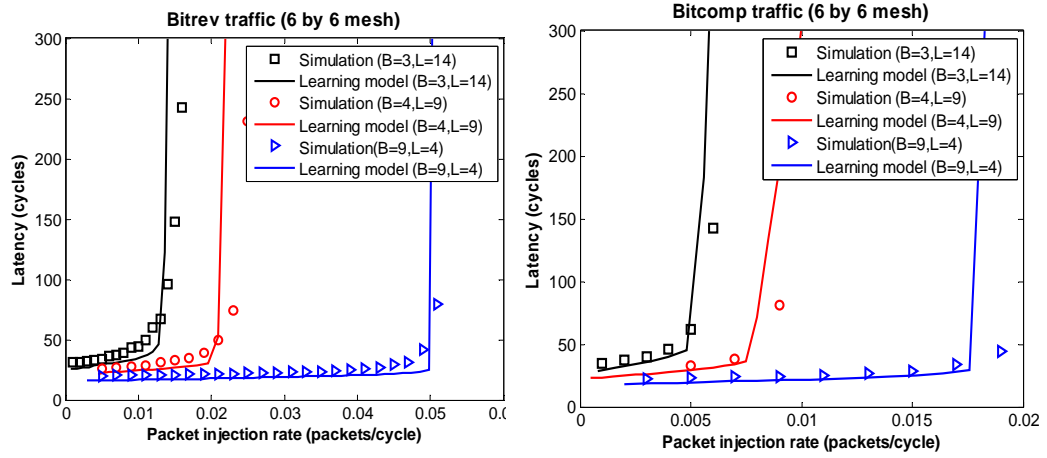 Bitrev traffic (6 by 6 mesh)
300
250
200
150
100
50
0
Latency (cycles)
Simulation (B=3,L=14)
Learning model (B=3,L=14)
Simulation (B=4,L=9)
Learning model (B=4,L=9)
Simulation(B=9,L=4)
Learning model (B=9,L=4)
0 0.01 0.02 0.03 0.04 0.05
Packet injection rate (packets/cycle)
Bitcomp traffic (6 by 6 mesh)
300
250
200
150
100
50
0
Latency (cycles)
Simulation (B=3,L=14)
Learning model (B=3,L=14)
Simulation (B=4,L=9)
Learning model (B=4,L=9)
Simulation(B=9,L=4)
Learning model (B=9,L=4)
0 0.005 0.01 0.015 0.02
Packet injection rate (packets/cycle)